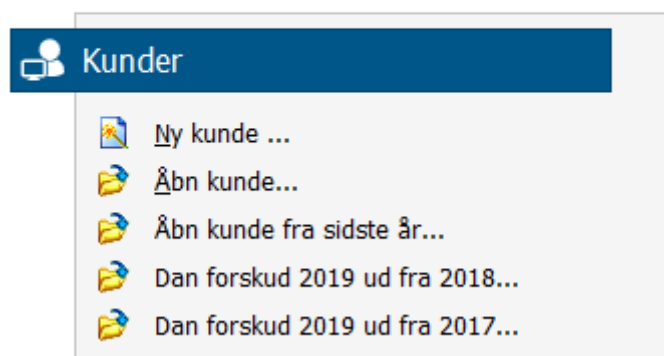 Kunder
Ny kunde ...
Åbn kunde...
Åbn kunde fra sidste år...
Dan forskud 2019 ud fra 2018...
Dan forskud 2019 ud fra 2017...